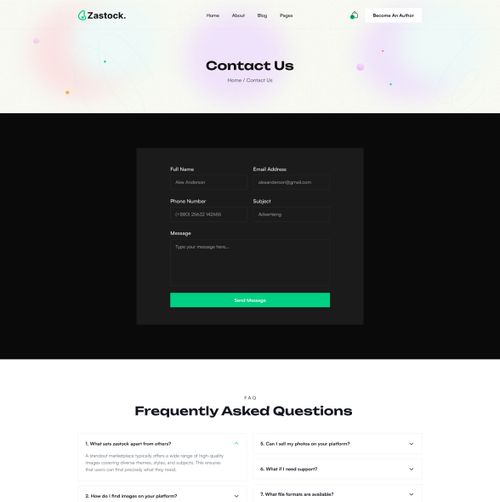 Zastock.
Home About Blog Pages
Become An Author
Contact Us
Home / Contact Us
Full Name
Email Address
Alex Anderson
alexanderson@gmail.com
Phone Number
Subject
(+880) 25632 142465
Advertising
Message
Type your message here...
Send Message
FAQ
Frequently Asked Questions
1. What sets zastock apart from others?
A standout marketplace typically offers a wide range of high-quality
images covering diverse themes, styles, and subjects. This ensures
that users can find precisely what they need.
2. How do I find images on your platform?
5. Can I sell my photos on your platform?
6. What if I need support?
7. What file formats are available?